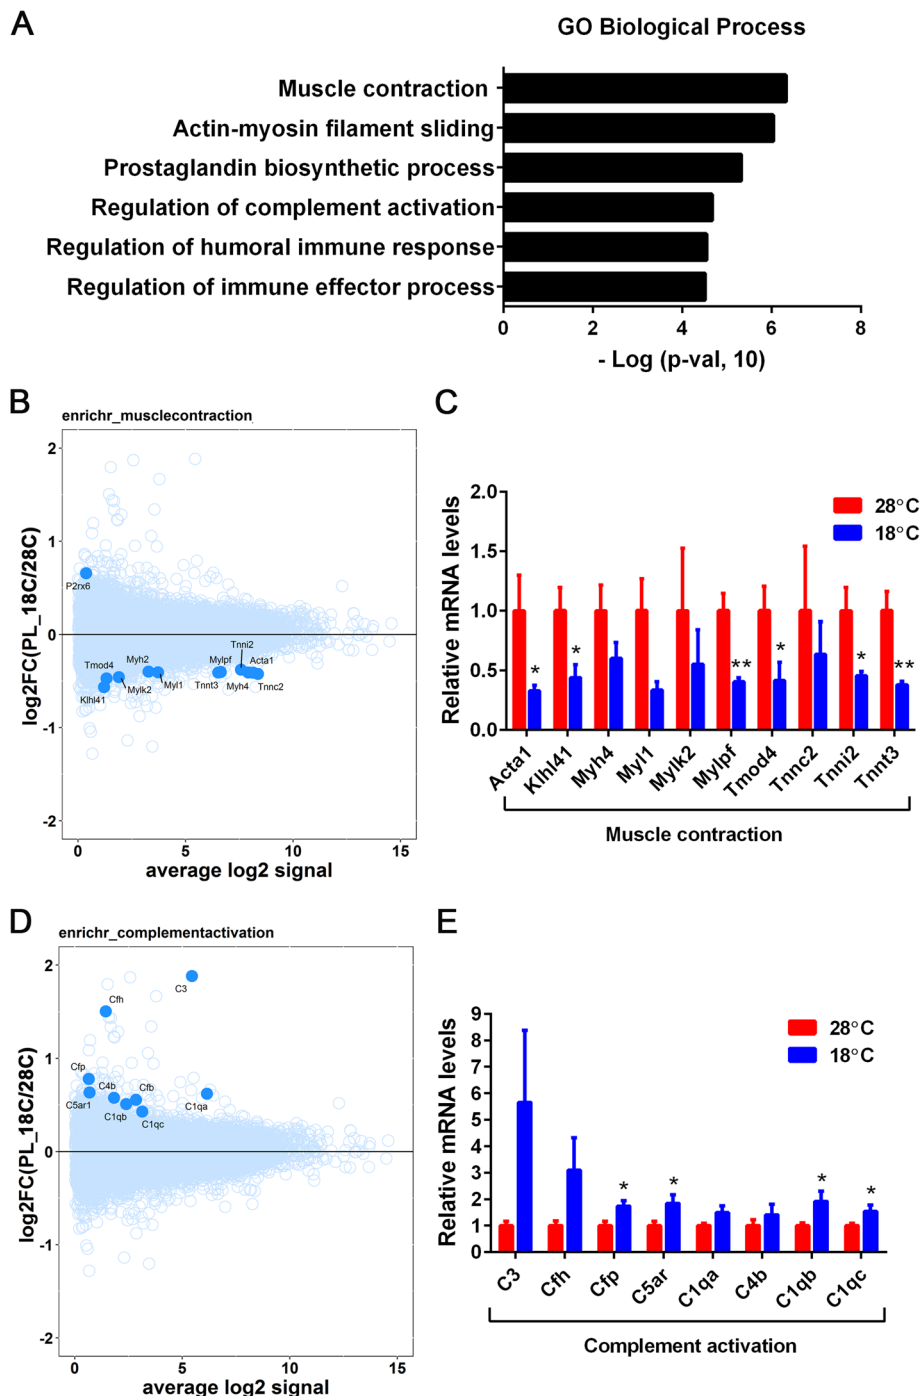 A
GO Biological Process
Muscle contraction
Actin-myosin filament sliding
Prostaglandin biosynthetic process
Regulation of complement activation
Regulation of humoral immune response
Regulation of immune effector process
0 2 4 6 8
- Log (p-val, 10)
B
enrichr_musclecontraction
log2FC(PL_18C/28C)
2
1
0
-1
-2
P2rx6
Tmod4
Myh2
Klhl41
Mylk2
Myl1
Mylpf
Tnni2
Acta1
Tnnt3
Myh4
Tnnc2
0 5 10 15
average log2 signal
C
Relative mRNA levels
2.0
1.5
1.0
0.5
0.0
28°C
18°C
* * ** * * **
Acta1 Klhl41 Myh4 Myl1 Mylk2 Mylpf Tmod4 Tnnc2 Tnni2 Tnnt3
Muscle contraction
D
enrichr_complementactivation
log2FC(PL_18C/28C)
2
1
0
-1
-2
C3
Cfh
Cfp
C4b
Cfb
C5ar1
C1qb
C1qa
C1qc
0 5 10 15
average log2 signal
E
Relative mRNA levels
9
8
7
6
5
4
3
2
1
0
28°C
18°C
* * * *
C3 Cfh Cfp C5ar C1qa C4b C1qb C1qc
Complement activation